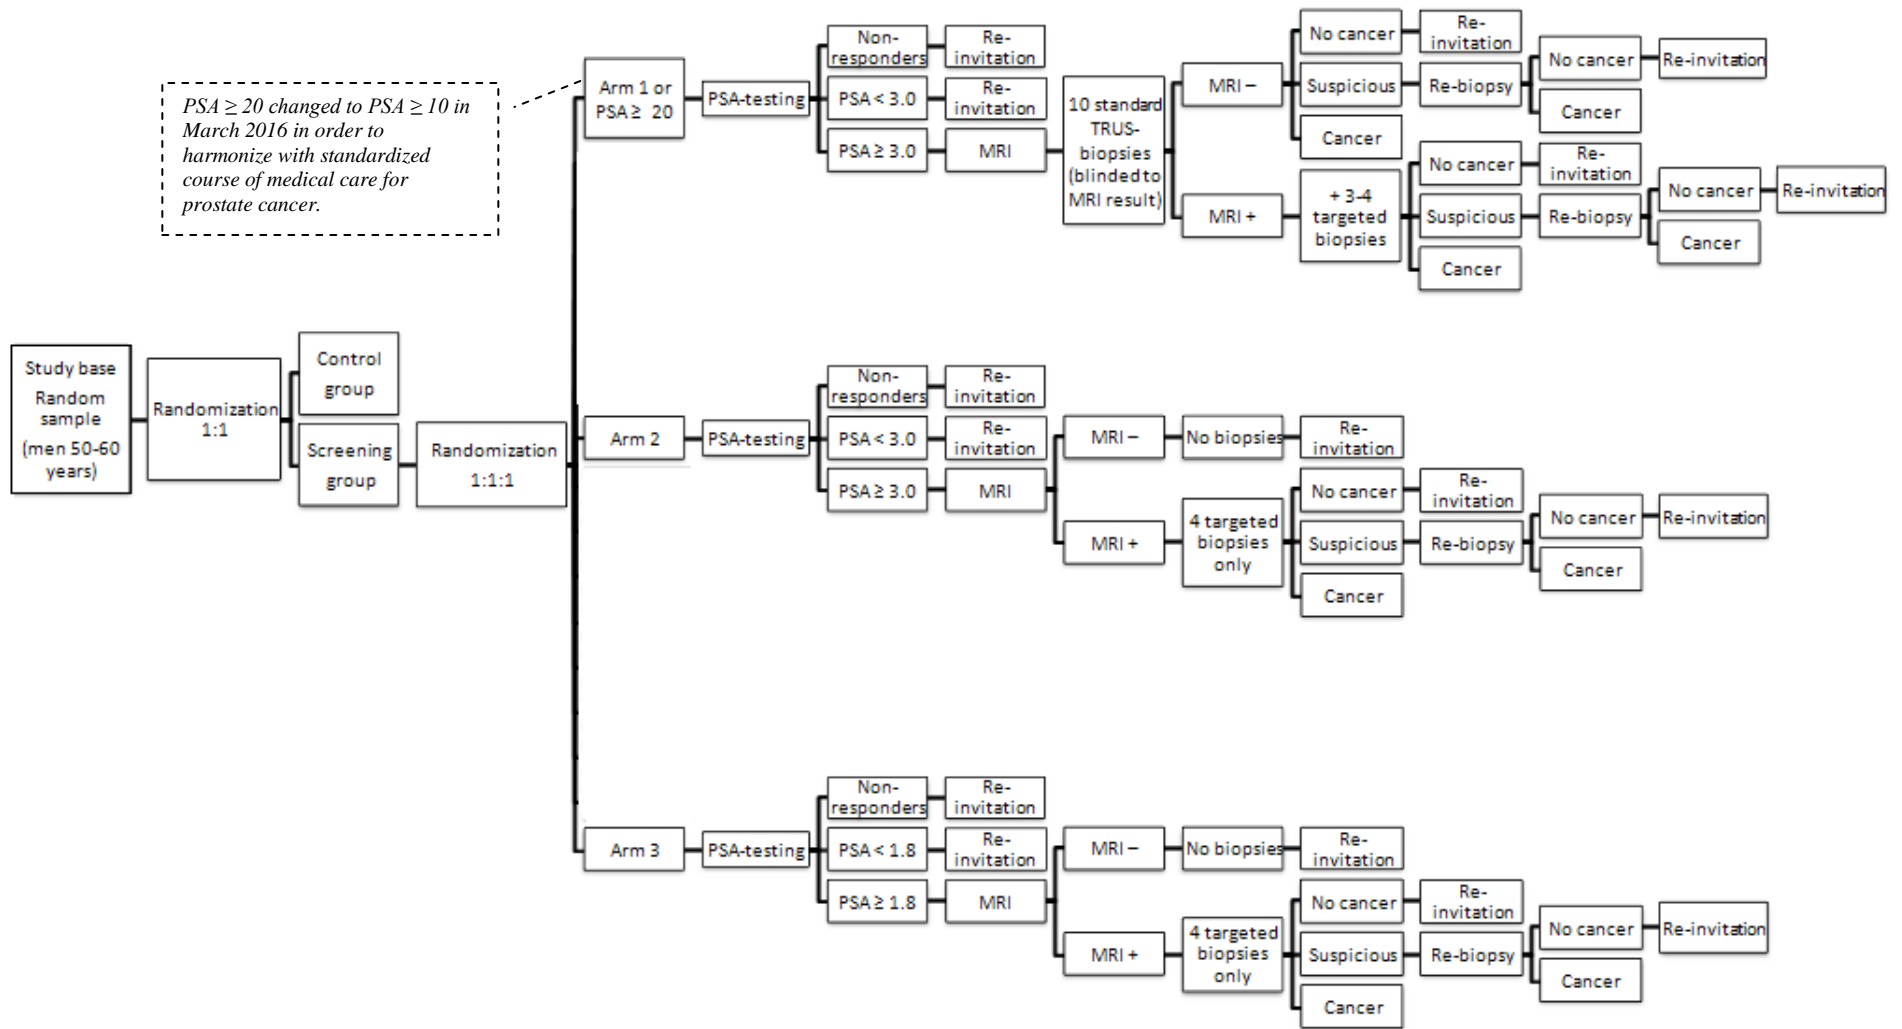 PSA ≥ 20 changed to PSA ≥ 10 in
March 2016 in order to
harmonize with standardized
course of medical care for
prostate cancer.
Study base
Random
sample
(men 50-60
years)
Randomization
1:1
Control
group
Screening
group
Randomization
1:1:1
Arm 1 or
PSA ≥ 20
PSA-testing
Non-
responders
Re-
invitation
PSA < 3.0
Re-
invitation
PSA ≥ 3.0
MRI
10 standard
TRUS-
biopsies
(blinded to
MRI result)
MRI –
No cancer
Re-
invitation
Suspicious
Re-biopsy
No cancer
Re-invitation
Cancer
Cancer
MRI +
+ 3-4
targeted
biopsies
No cancer
Re-
invitation
Suspicious
Re-biopsy
No cancer
Re-invitation
Cancer
Cancer
Arm 2
PSA-testing
Non-
responders
Re-
invitation
PSA < 3.0
Re-
invitation
PSA ≥ 3.0
MRI
MRI –
No biopsies
Re-
invitation
MRI +
4 targeted
biopsies
only
No cancer
Re-
invitation
Suspicious
Re-biopsy
No cancer
Re-invitation
Cancer
Cancer
Arm 3
PSA-testing
Non-
responders
Re-
invitation
PSA < 1.8
Re-
invitation
PSA ≥ 1.8
MRI
MRI –
No biopsies
Re-
invitation
MRI +
4 targeted
biopsies
only
No cancer
Re-
invitation
Suspicious
Re-biopsy
No cancer
Re-invitation
Cancer
Cancer